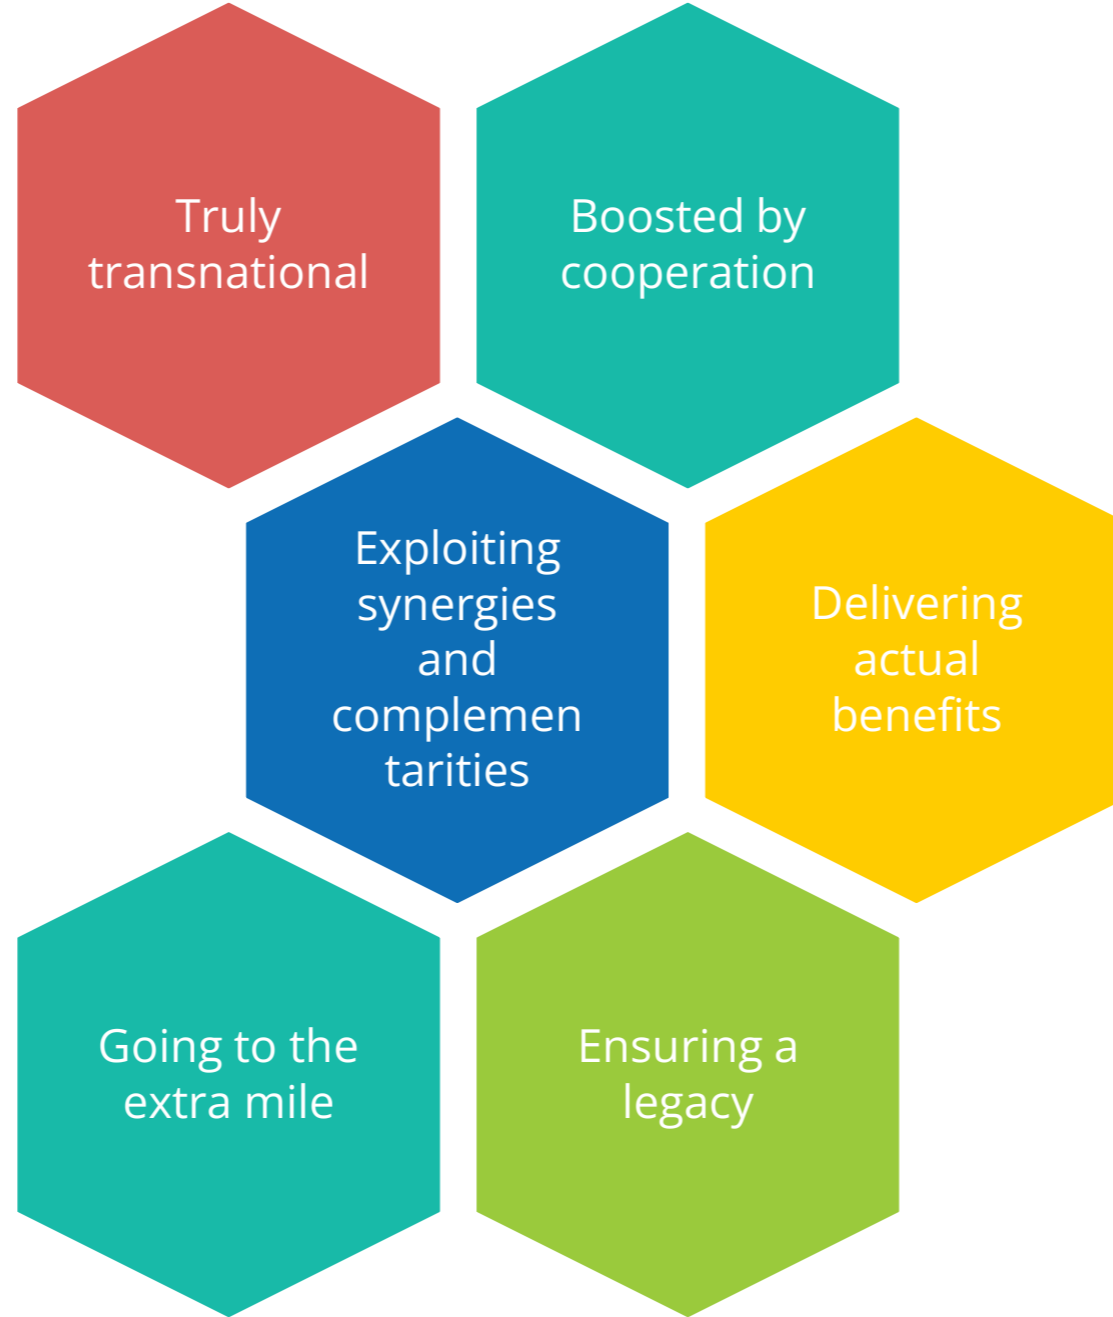 Truly
transnational
Boosted by
cooperation
Exploiting
synergies
and
complemen
tarities
Delivering
actual
benefits
Going to the
extra mile
Ensuring a
legacy